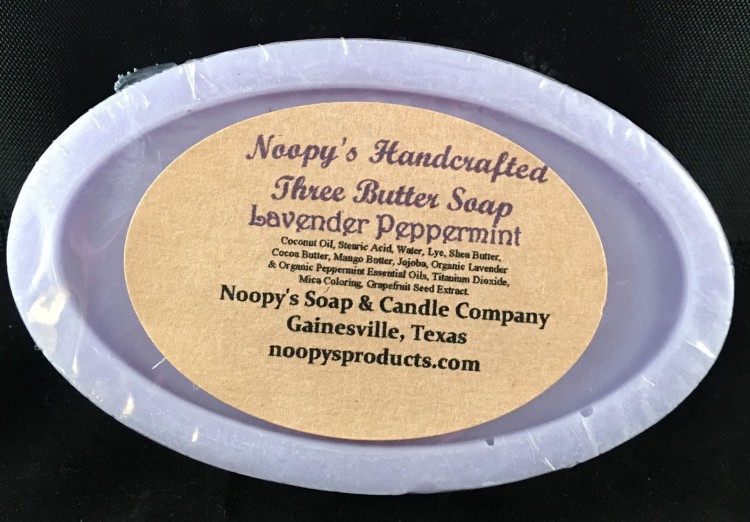 Noopy's Handcrafted
Three Butter Soap
Lavender Peppermint
Coconut Oil, Stearic Acid, Water, Lye, Shea Butter,
Cocoa Butter, Mango Botter, Jojoba, Organic Lavender
& Organic Peppermint Essential Oils, Titanium Dioxide,
Mica Coloring, Grapefruit Seed Extract.
Noopy's Soap & Candle Company
Gainesville, Texas
noopysproducts.com